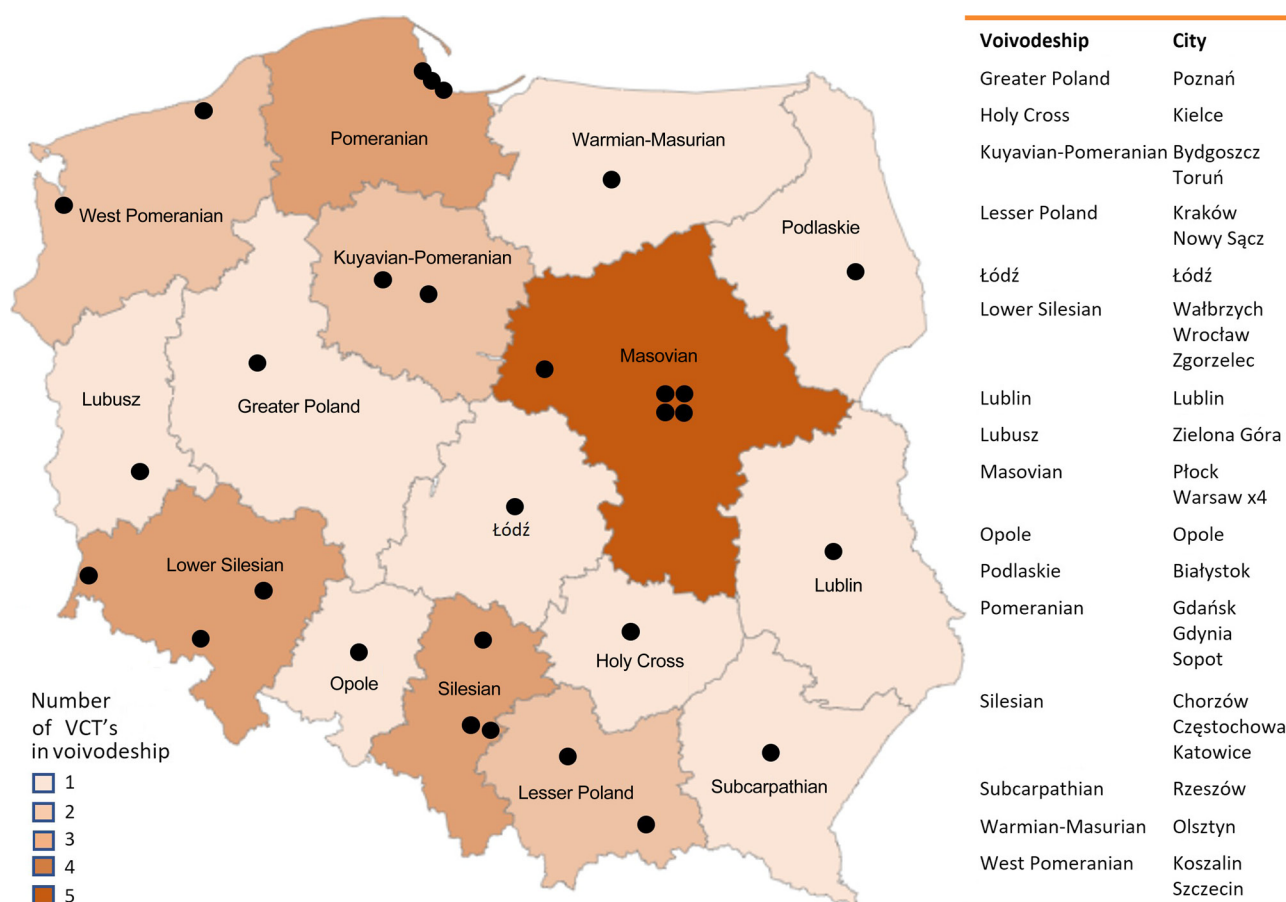 Pomeranian
Warmian-Masurian
West Pomeranian
Podlaskie
Kuyavian-Pomeranian
Masovian
Lubusz
Greater Poland
Łódź
Lower Silesian
Lublin
Holy Cross
Opole
Silesian
Subcarpathian
Lesser Poland
Number
of VCT's
in voivodeship
1
2
3
4
5
Voivodeship City
Greater Poland Poznań
Holy Cross Kielce
Kuyavian-Pomeranian Bydgoszcz
Toruń
Lesser Poland Kraków
Nowy Sącz
Łódź Łódź
Lower Silesian Wałbrzych
Wrocław
Zgorzelec
Lublin Lublin
Lubusz Zielona Góra
Masovian Płock
Warsaw x4
Opole Opole
Podlaskie Białystok
Pomeranian Gdańsk
Gdynia
Sopot
Silesian Chorzów
Częstochowa
Katowice
Subcarpathian Rzeszów
Warmian-Masurian Olsztyn
West Pomeranian Koszalin
Szczecin